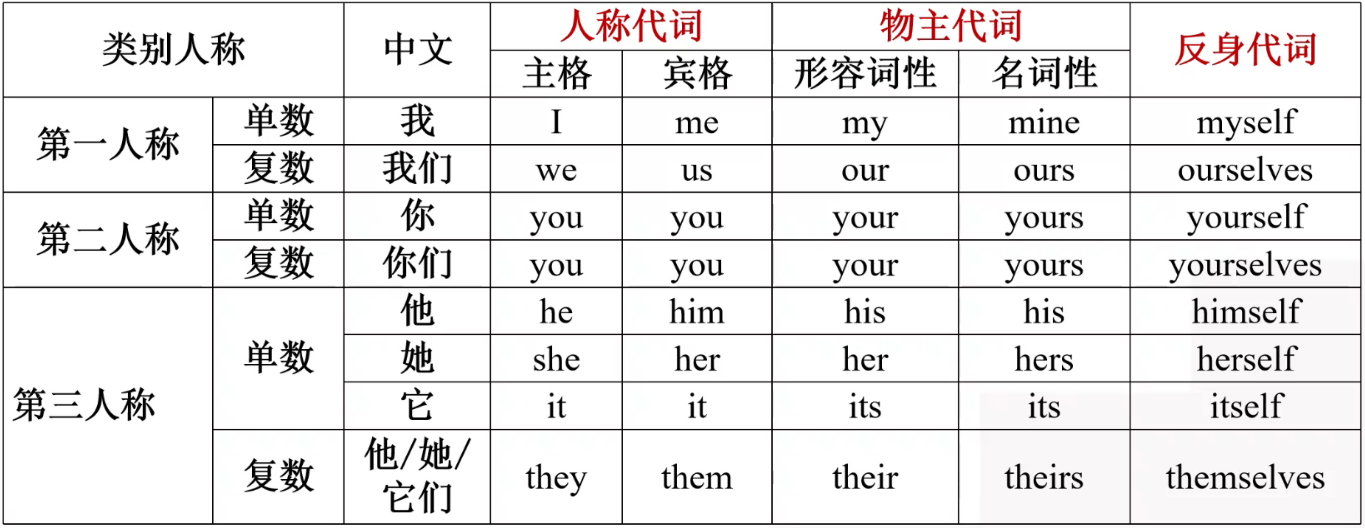 类别人称 中文 人称代词 物主代词 反身代词
主格 宾格 形容词性 名词性
第一人称 单数 我 I me my mine myself
复数 我们 we us our ours ourselves
第二人称 单数 你 you you your yours yourself
复数 你们 you you your yours yourselves
第三人称 单数 他 he him his his himself
她 she her her hers herself
它 it it its its itself
复数 他/她/
它们 they them their theirs themselves